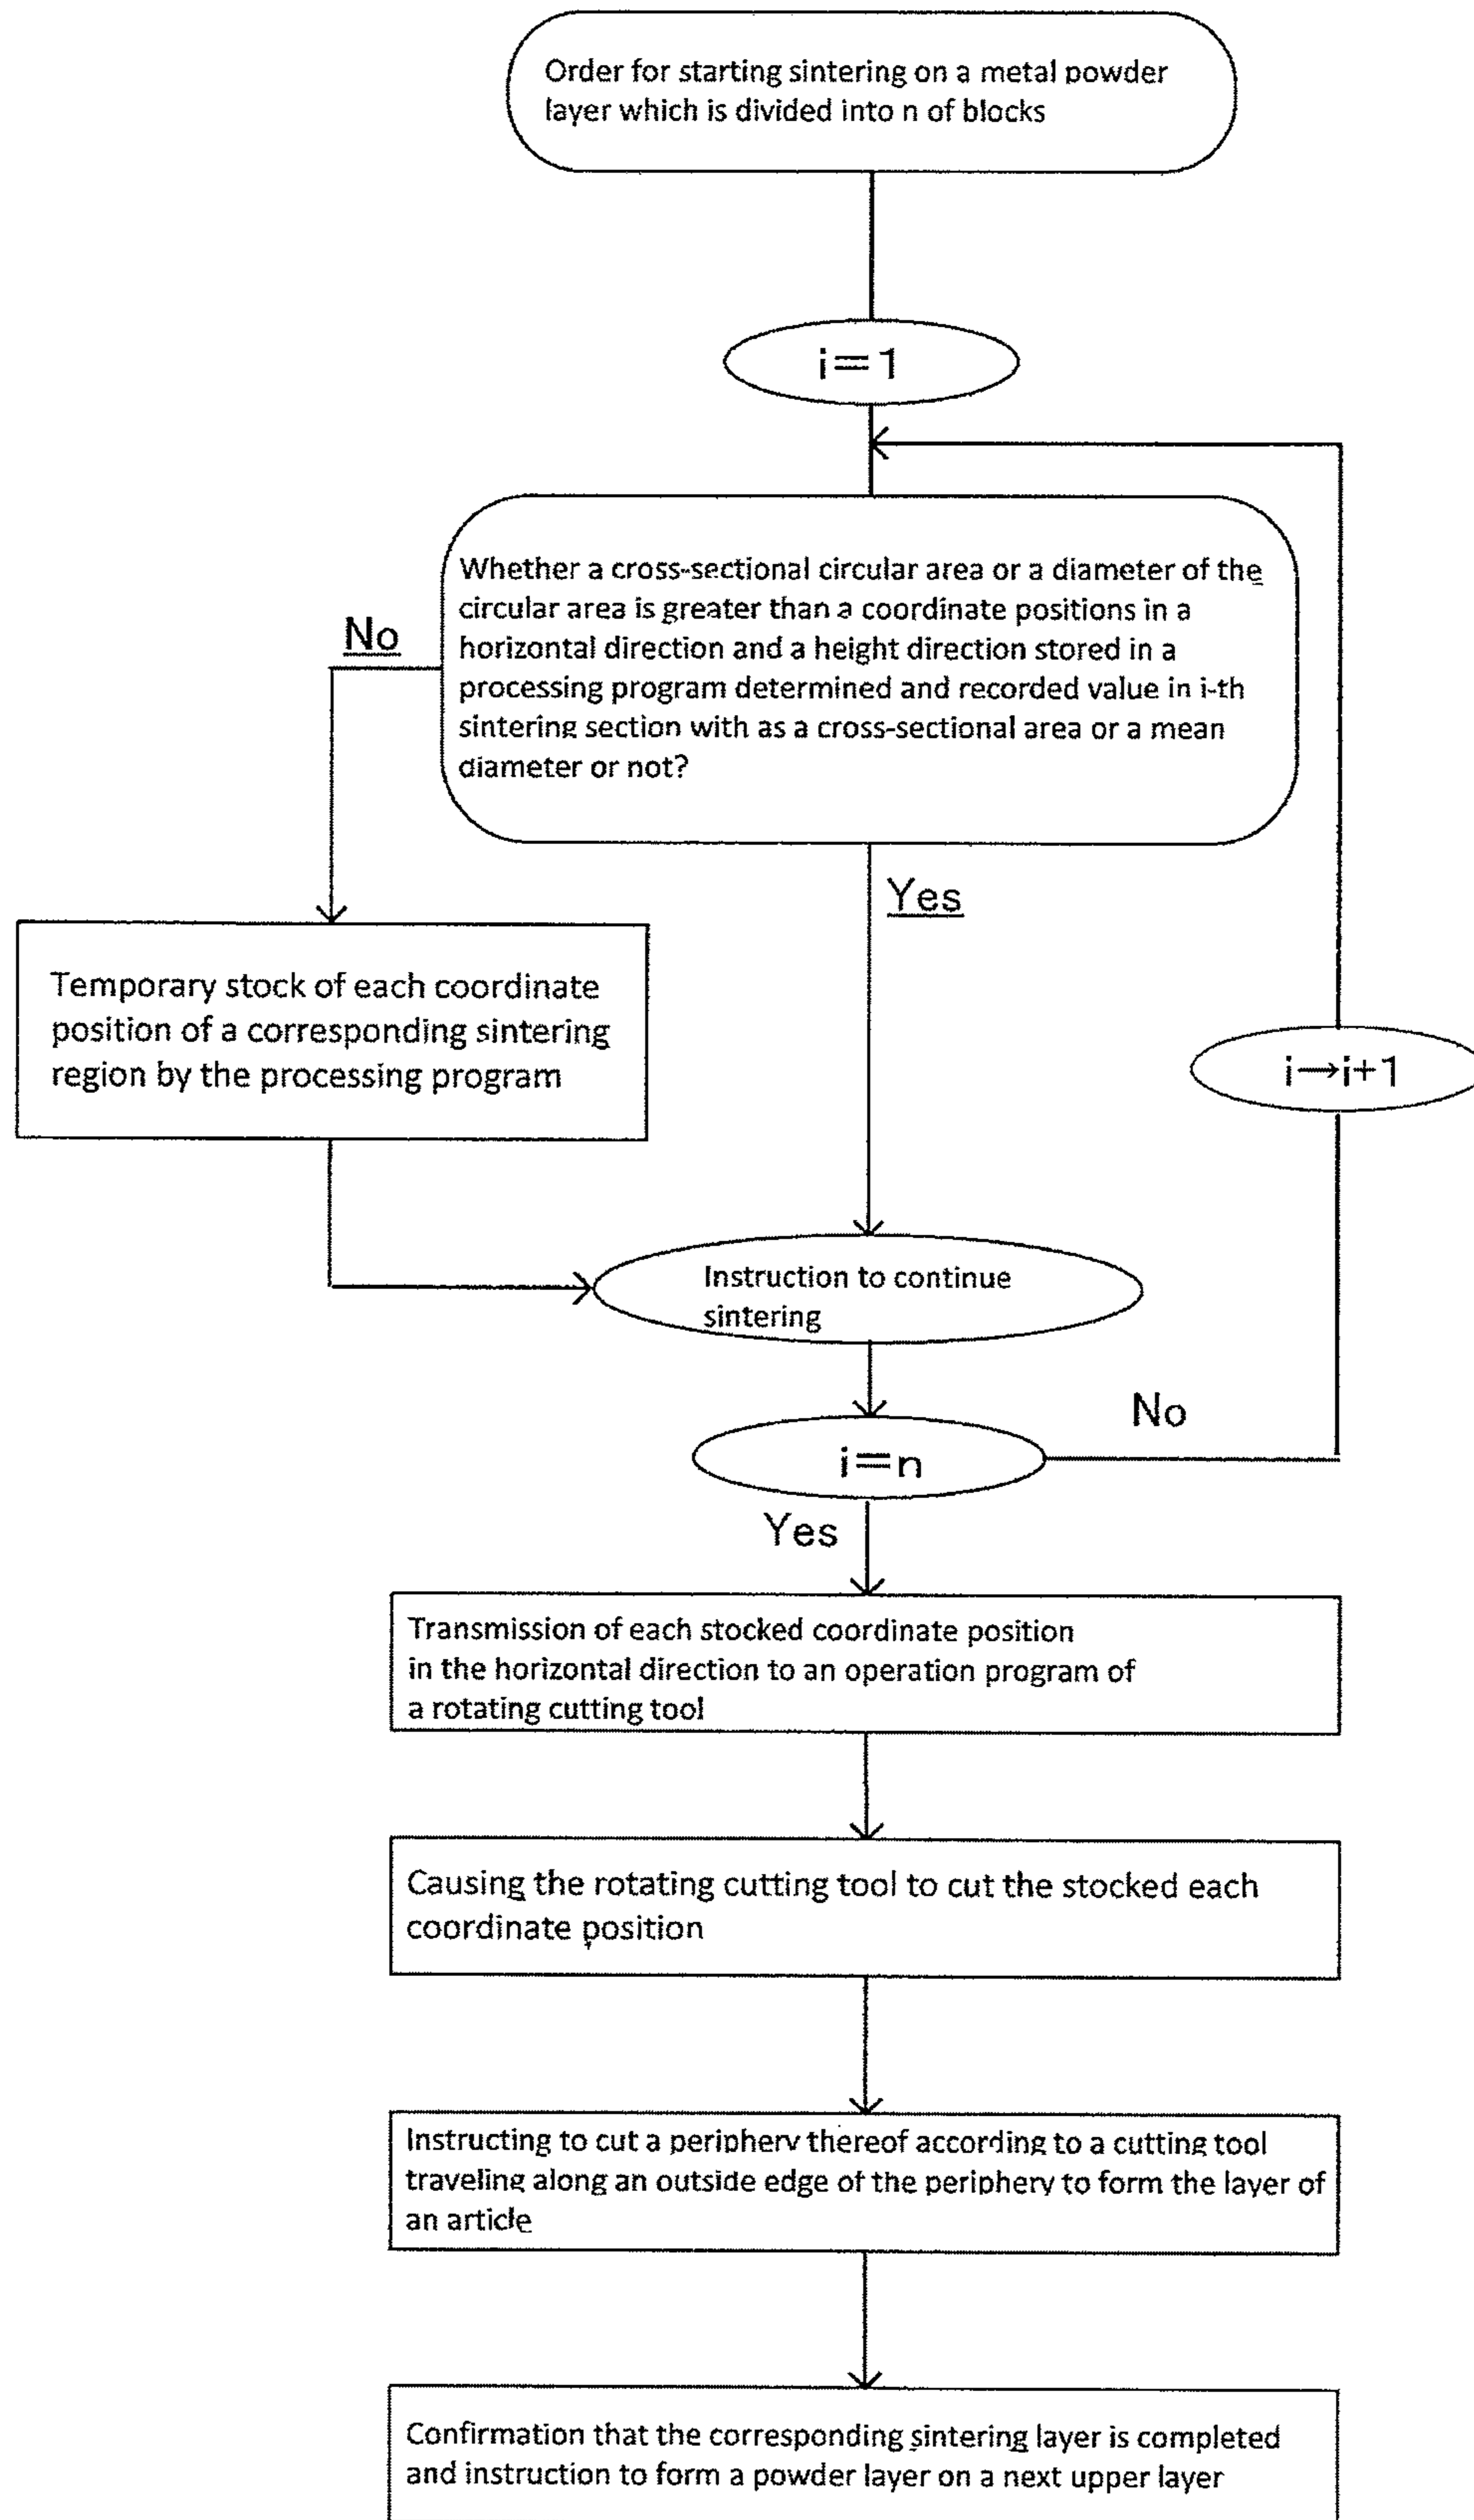 Order for starting sintering on a metal powder
layer which is divided into n of blocks
i=1
Whether a cross-sectional circular area or a diameter of the
circular area is greater than a coordinate positions in a
horizontal direction and a height direction stored in a
processing program determined and recorded value in i-th
sintering section with as a cross-sectional area or a mean
diameter or not?
No
Yes
Temporary stock of each coordinate
position of a corresponding sintering
region by the processing program
i→i+1
Instruction to continue
sintering
No
i=n
Yes
Transmission of each stocked coordinate position
in the horizontal direction to an operation program of
a rotating cutting tool
Causing the rotating cutting tool to cut the stocked each
coordinate position
Instructing to cut a periphery thereof according to a cutting tool
traveling along an outside edge of the periphery to form the layer of
an article
Confirmation that the corresponding sintering layer is completed
and instruction to form a powder layer on a next upper layer